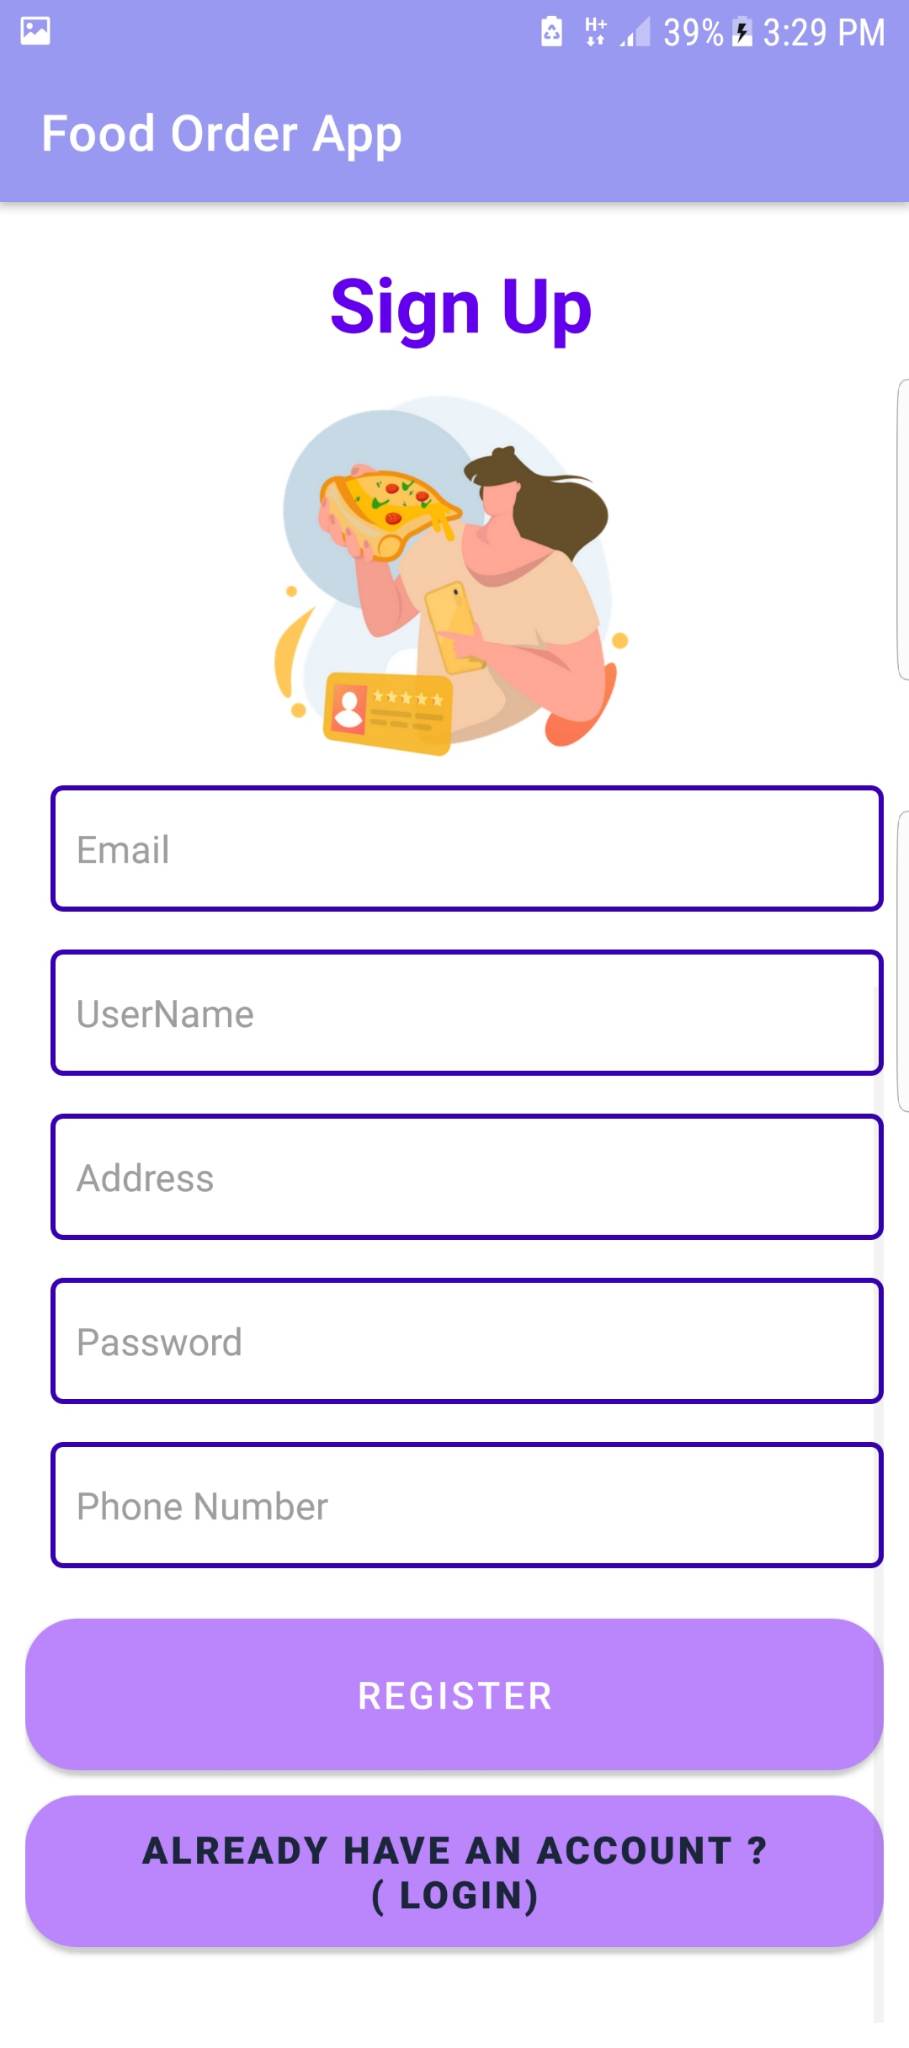 H+ 39% 3:29 PM
Food Order App
Sign Up
Email
UserName
Address
Password
Phone Number
REGISTER
ALREADY HAVE AN ACCOUNT ?
( LOGIN)